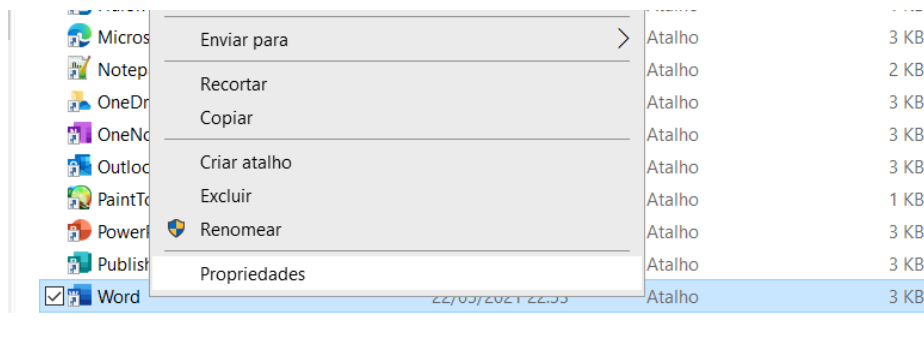 Micros Enviar para Atalho 3 KB
Notep Atalho 2 KB
Recortar
OneDr Atalho 3 KB
Copiar
OneNo Atalho 3 KB
Outloo Criar atalho Atalho 3 KB
PaintTo Excluir Atalho 1 KB
PowerP Renomear Atalho 3 KB
Publish Atalho 3 KB
Propriedades
Word 22/05/2021 22:53 Atalho 3 KB